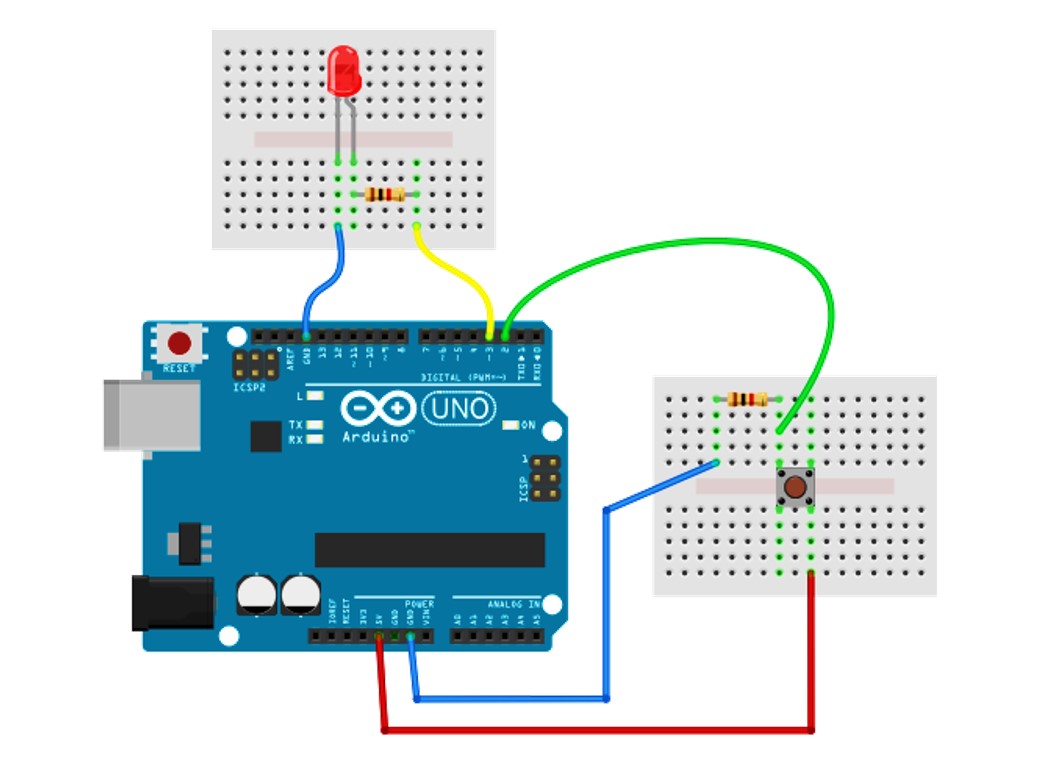 RESET
ICSP2
AREF
GND
13
12
~11
~10
~9
8
7
~6
~5
4
~3
2
TX0▶1
RX0◀0
DIGITAL (PWM=~)
L
TX
RX
UNO
Arduino™
ON
1
ICSP
POWER
ANALOG IN
IOREF
RESET
3V3
5V
GND
GND
VIN
A0
A1
A2
A3
A4
A5